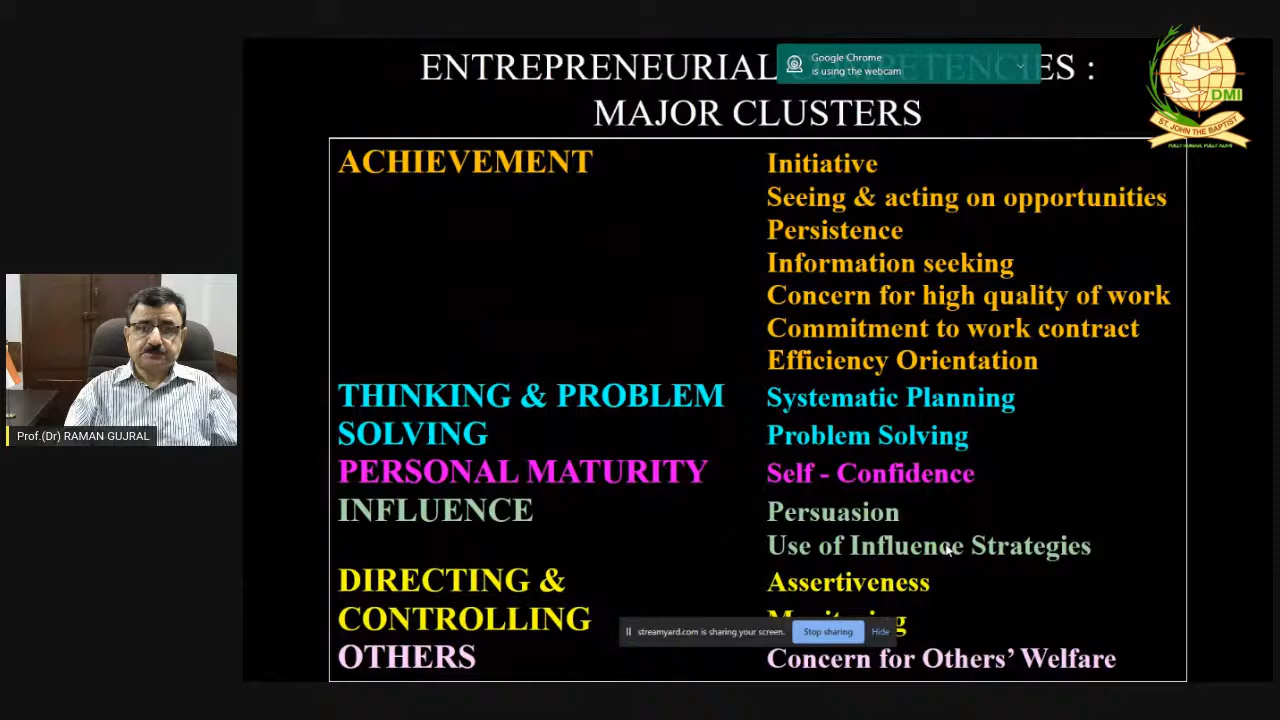 ENTREPRENEURIAL
Google Chrome
is using the webcam
ES :
MAJOR CLUSTERS
DMI
ST. JOHN THE BAPTIST
ACHIEVEMENT
Initiative
Seeing & acting on opportunities
Persistence
Information seeking
Concern for high quality of work
Commitment to work contract
Efficiency Orientation
THINKING & PROBLEM
SOLVING
Systematic Planning
Problem Solving
PERSONAL MATURITY
Self - Confidence
INFLUENCE
Persuasion
Use of Influence Strategies
DIRECTING &
CONTROLLING
Assertiveness
Monitoring
OTHERS
Concern for Others’ Welfare
streamyard.com is sharing your screen.
Stop sharing
Hide
Prof.(Dr) RAMAN GUJRAL